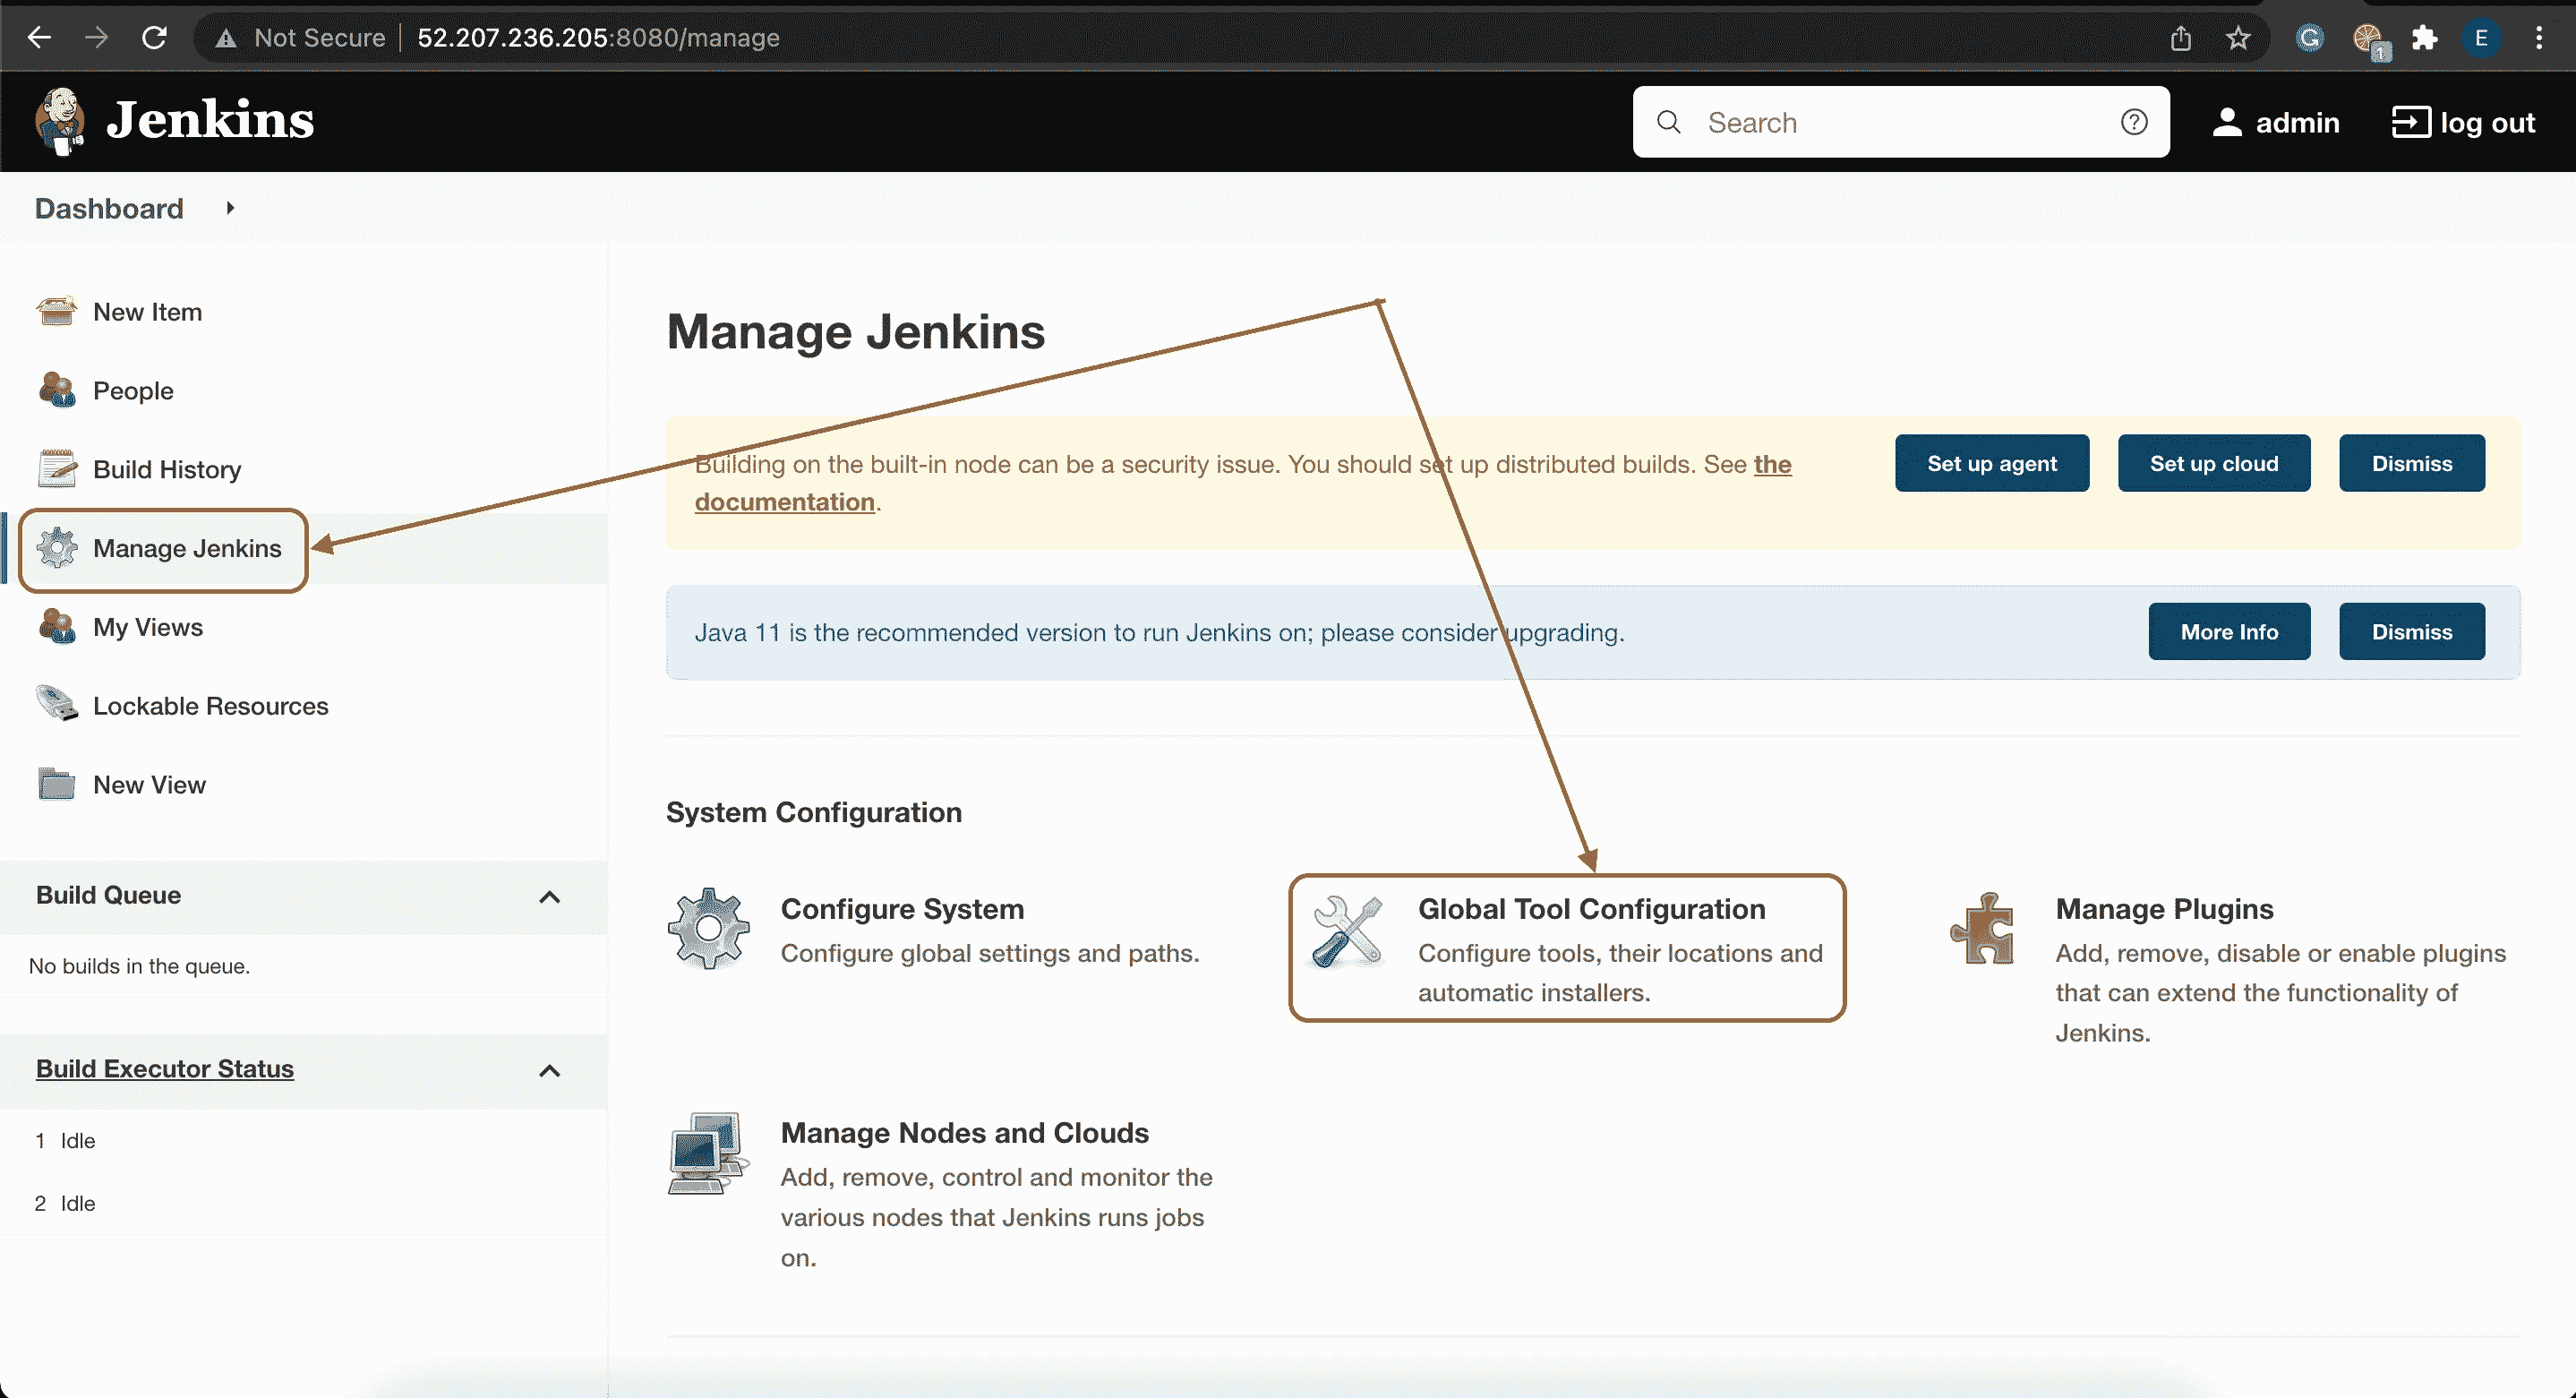 Not Secure 52.207.236.205:8080/manage
G
1
E
Jenkins
Search
admin
log out
Dashboard
New Item
People
Build History
Manage Jenkins
My Views
Lockable Resources
New View
Build Queue
No builds in the queue.
Build Executor Status
1 Idle
2 Idle
Manage Jenkins
Building on the built-in node can be a security issue. You should set up distributed builds. See the
documentation.
Set up agent
Set up cloud
Dismiss
Java 11 is the recommended version to run Jenkins on; please consider upgrading.
More Info
Dismiss
System Configuration
Configure System
Configure global settings and paths.
Global Tool Configuration
Configure tools, their locations and
automatic installers.
Manage Plugins
Add, remove, disable or enable plugins
that can extend the functionality of
Jenkins.
Manage Nodes and Clouds
Add, remove, control and monitor the
various nodes that Jenkins runs jobs
on.